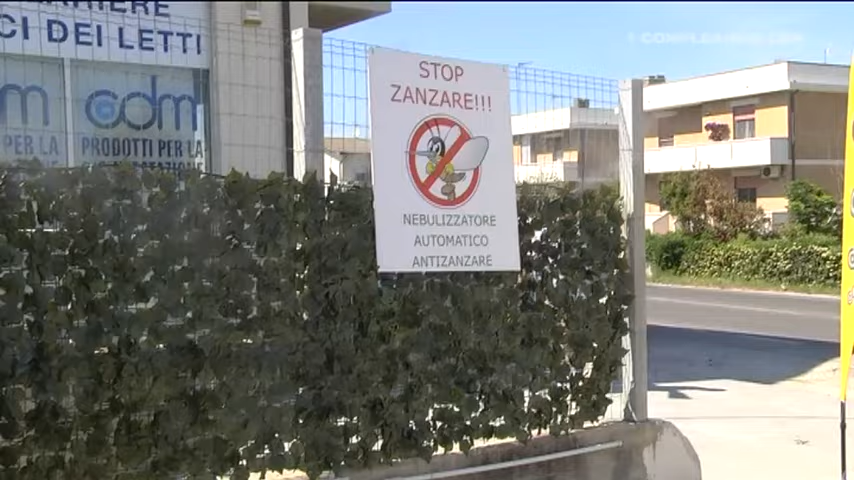 CI DEI LETTI
cdm
PER LA
PRODOTTI PER LA
STOP
ZANZARE!!!
NEBULIZZATORE
AUTOMATICO
ANTIZANZARE